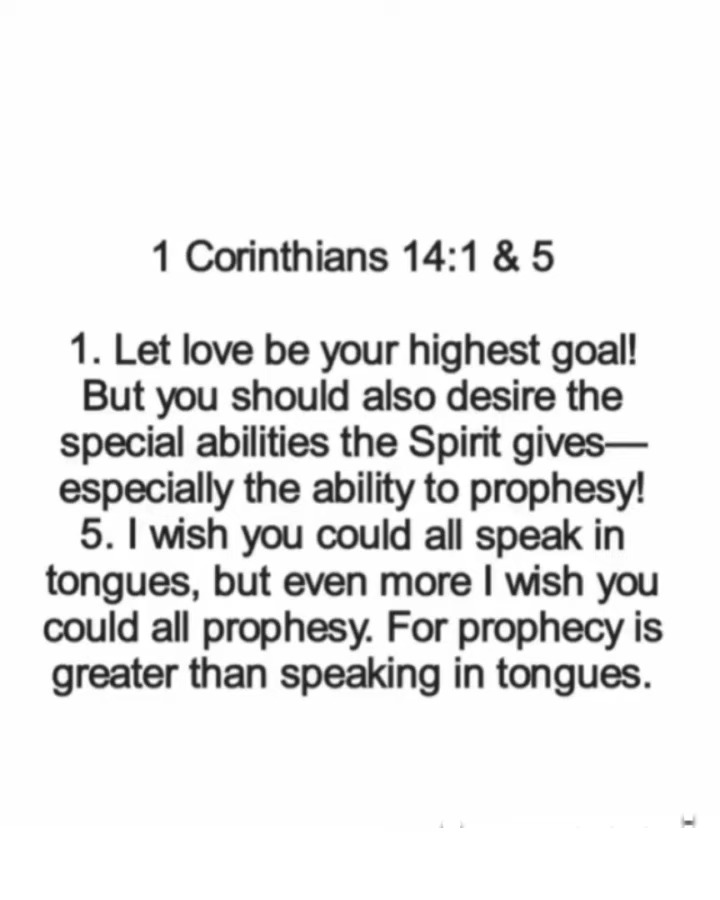 1 Corinthians 14:1 & 5
1. Let love be your highest goal!
But you should also desire the
special abilities the Spirit gives—
especially the ability to prophesy!
5. I wish you could all speak in
tongues, but even more I wish you
could all prophesy. For prophecy is
greater than speaking in tongues.